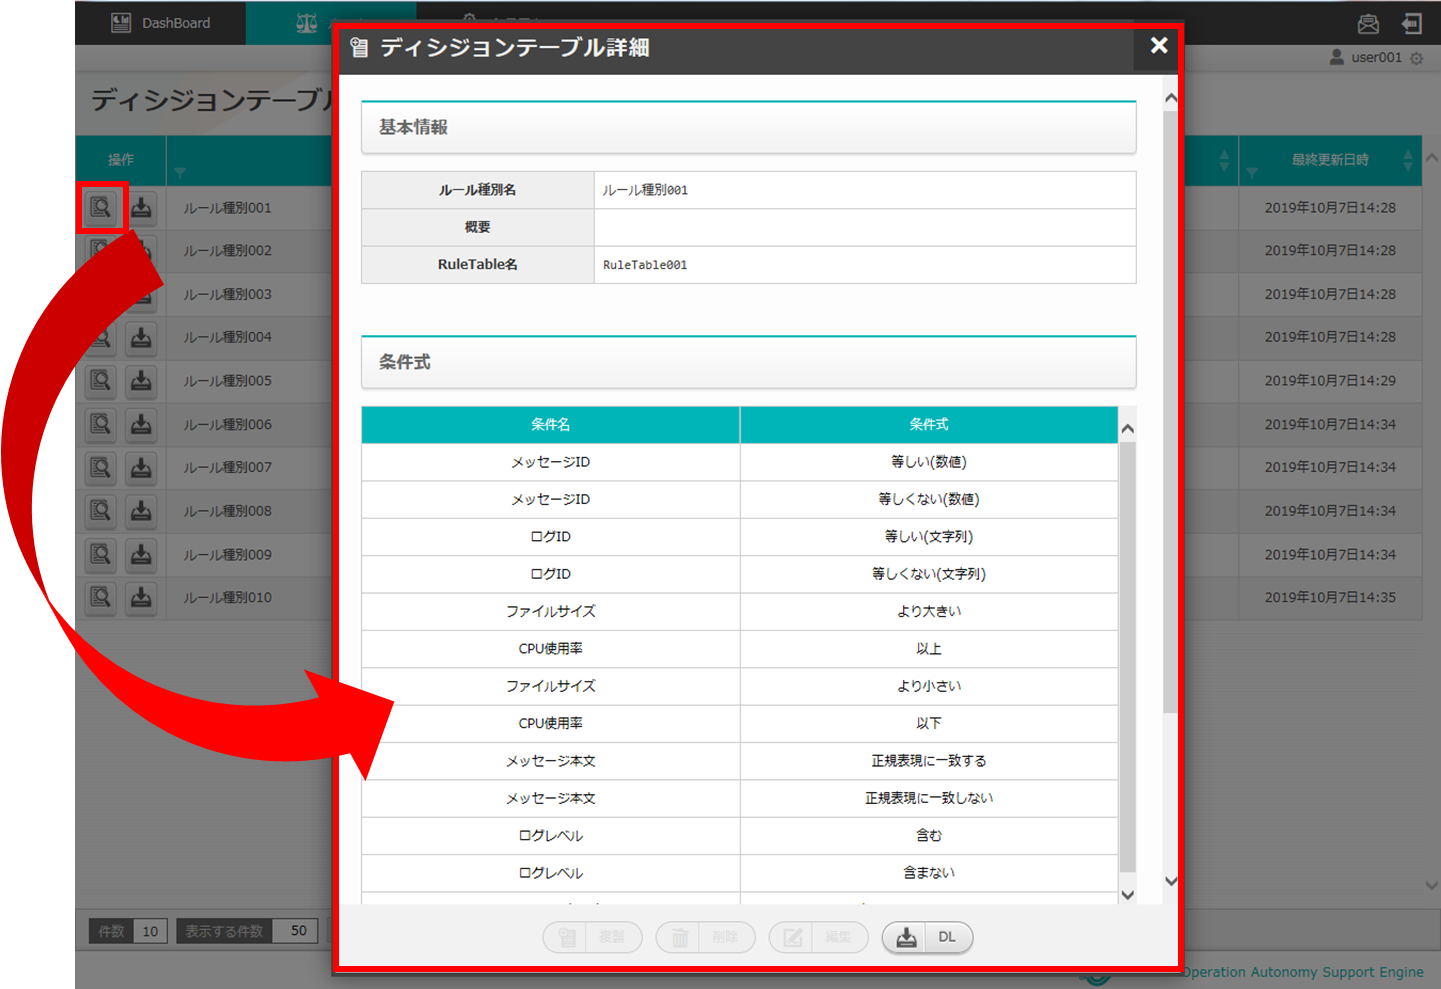 DashBoard
user001
ディシジョンテーブル
操作
最終更新日時
ルール種別001
2019年10月7日14:28
ルール種別002
2019年10月7日14:28
ルール種別003
2019年10月7日14:28
ルール種別004
2019年10月7日14:28
ルール種別005
2019年10月7日14:29
ルール種別006
2019年10月7日14:34
ルール種別007
2019年10月7日14:34
ルール種別008
2019年10月7日14:34
ルール種別009
2019年10月7日14:34
ルール種別010
2019年10月7日14:35
件数 10 表示する件数 50
ディシジョンテーブル詳細
基本情報
ルール種別名 ルール種別001
概要
RuleTable名 RuleTable001
条件式
条件名 条件式
メッセージID 等しい(数値)
メッセージID 等しくない(数値)
ログID 等しい(文字列)
ログID 等しくない(文字列)
ファイルサイズ より大きい
CPU使用率 以上
ファイルサイズ より小さい
CPU使用率 以下
メッセージ本文 正規表現に一致する
メッセージ本文 正規表現に一致しない
ログレベル 含む
ログレベル 含まない
複製 削除 編集 DL
Operation Autonomy Support Engine